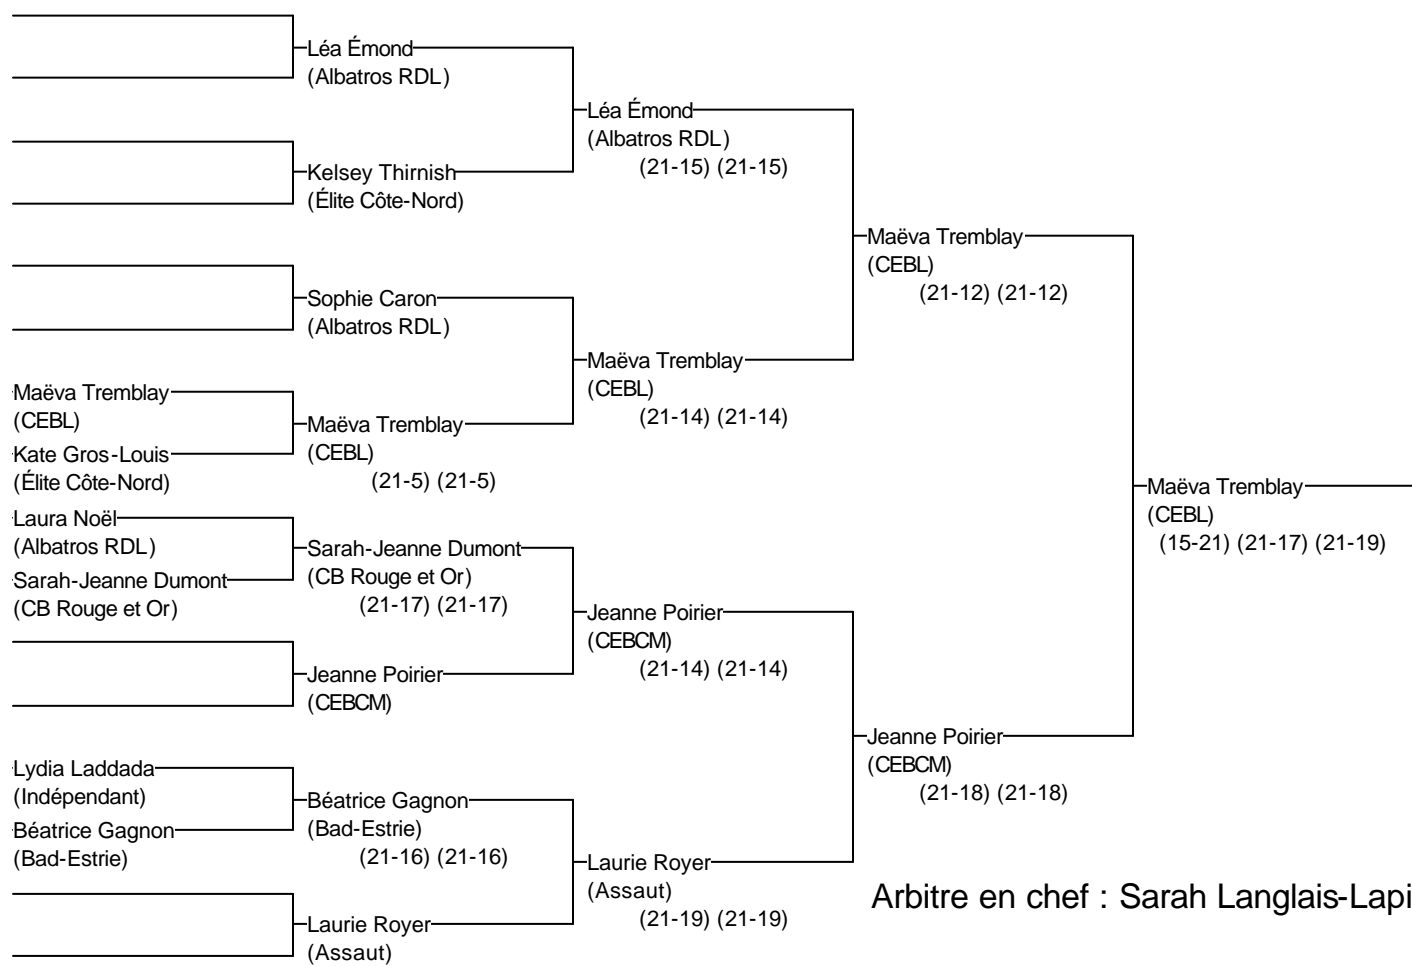 Léa Émond
(Albatros RDL)
Léa Émond
(Albatros RDL)
(21-15) (21-15)
Kelsey Thirnish
(Élite Côte-Nord)
Maëva Tremblay
(CEBL)
(21-12) (21-12)
Sophie Caron
(Albatros RDL)
Maëva Tremblay
(CEBL)
(21-14) (21-14)
Maëva Tremblay
(CEBL)
Kate Gros-Louis
(Élite Côte-Nord)
Maëva Tremblay
(CEBL)
(21-5) (21-5)
Maëva Tremblay
(CEBL)
(15-21) (21-17) (21-19)
Laura Noël
(Albatros RDL)
Sarah-Jeanne Dumont
(CB Rouge et Or)
Sarah-Jeanne Dumont
(CB Rouge et Or)
(21-17) (21-17)
Jeanne Poirier
(CEBCM)
(21-14) (21-14)
Jeanne Poirier
(CEBCM)
Jeanne Poirier
(CEBCM)
(21-18) (21-18)
Lydia Laddada
(Indépendant)
Béatrice Gagnon
(Bad-Estrie)
Béatrice Gagnon
(Bad-Estrie)
(21-16) (21-16)
Laurie Royer
(Assaut)
(21-19) (21-19)
Laurie Royer
(Assaut)
Arbitre en chef : Sarah Langlais-Lapi